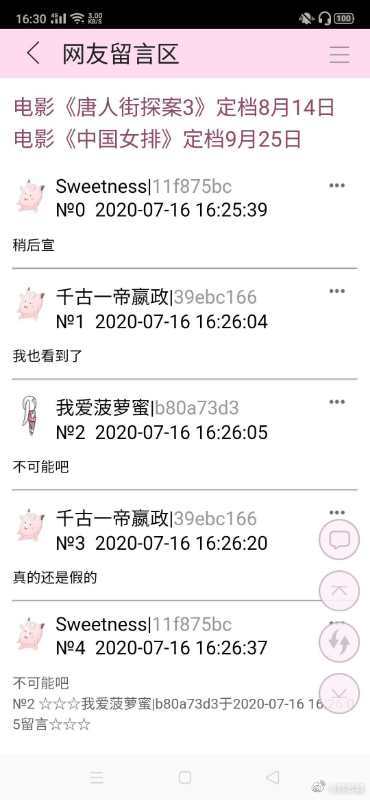 16:30 3.00 KB/S 100
网友留言区
电影《唐人街探案3》定档8月14日
电影《中国女排》定档9月25日
Sweetness|11f875bc
№0 2020-07-16 16:25:39
稍后宣
千古一帝嬴政|39ebc166
№1 2020-07-16 16:26:04
我也看到了
我爱菠萝蜜|b80a73d3
№2 2020-07-16 16:26:05
不可能吧
千古一帝嬴政|39ebc166
№3 2020-07-16 16:26:20
真的还是假的
Sweetness|11f875bc
№4 2020-07-16 16:26:37
不可能吧
№2 ☆☆☆我爱菠萝蜜|b80a73d3于2020-07-16 16:26:0
5留言☆☆☆